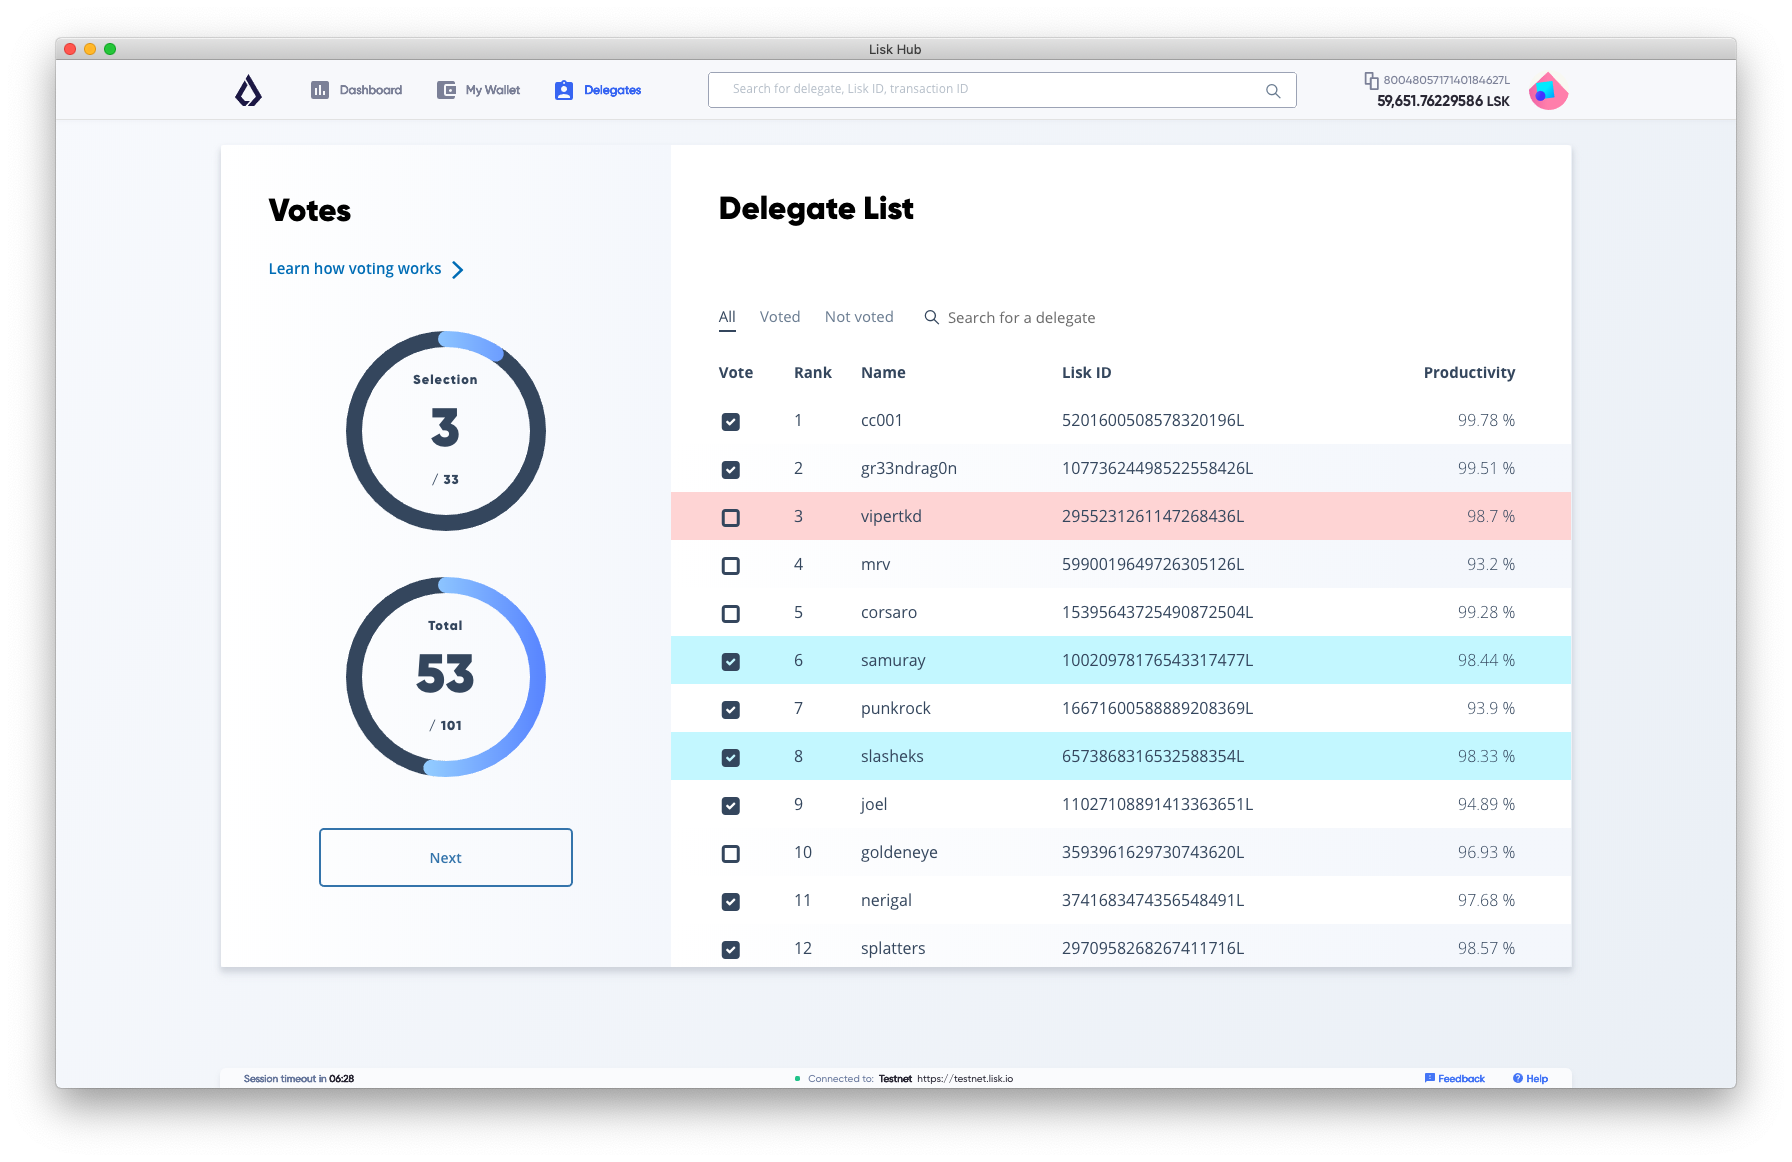 Lisk Hub
Dashboard
My Wallet
Delegates
Search for delegate, Lisk ID, transaction ID
8004805717140184627L
59,651.76229586 LSK
Votes
Learn how voting works
Selection
3
/ 33
Total
53
/ 101
Next
Delegate List
All Voted Not voted Search for a delegate
Vote Rank Name Lisk ID Productivity
1 cc001 5201600508578320196L 99.78 %
2 gr33ndrag0n 10773624498522558426L 99.51 %
3 vipertkd 2955231261147268436L 98.7 %
4 mrv 5990019649726305126L 93.2 %
5 corsaro 15395643725490872504L 99.28 %
6 samuray 10020978176543317477L 98.44 %
7 punkrock 16671600588889208369L 93.9 %
8 slasheks 6573868316532588354L 98.33 %
9 joel 11027108891413363651L 94.89 %
10 goldeneye 3593961629730743620L 96.93 %
11 nerigal 3741683474356548491L 97.68 %
12 splatters 2970958268267411716L 98.57 %
Session timeout in 06:28
Connected to: Testnet https://testnet.lisk.io
Feedback
Help